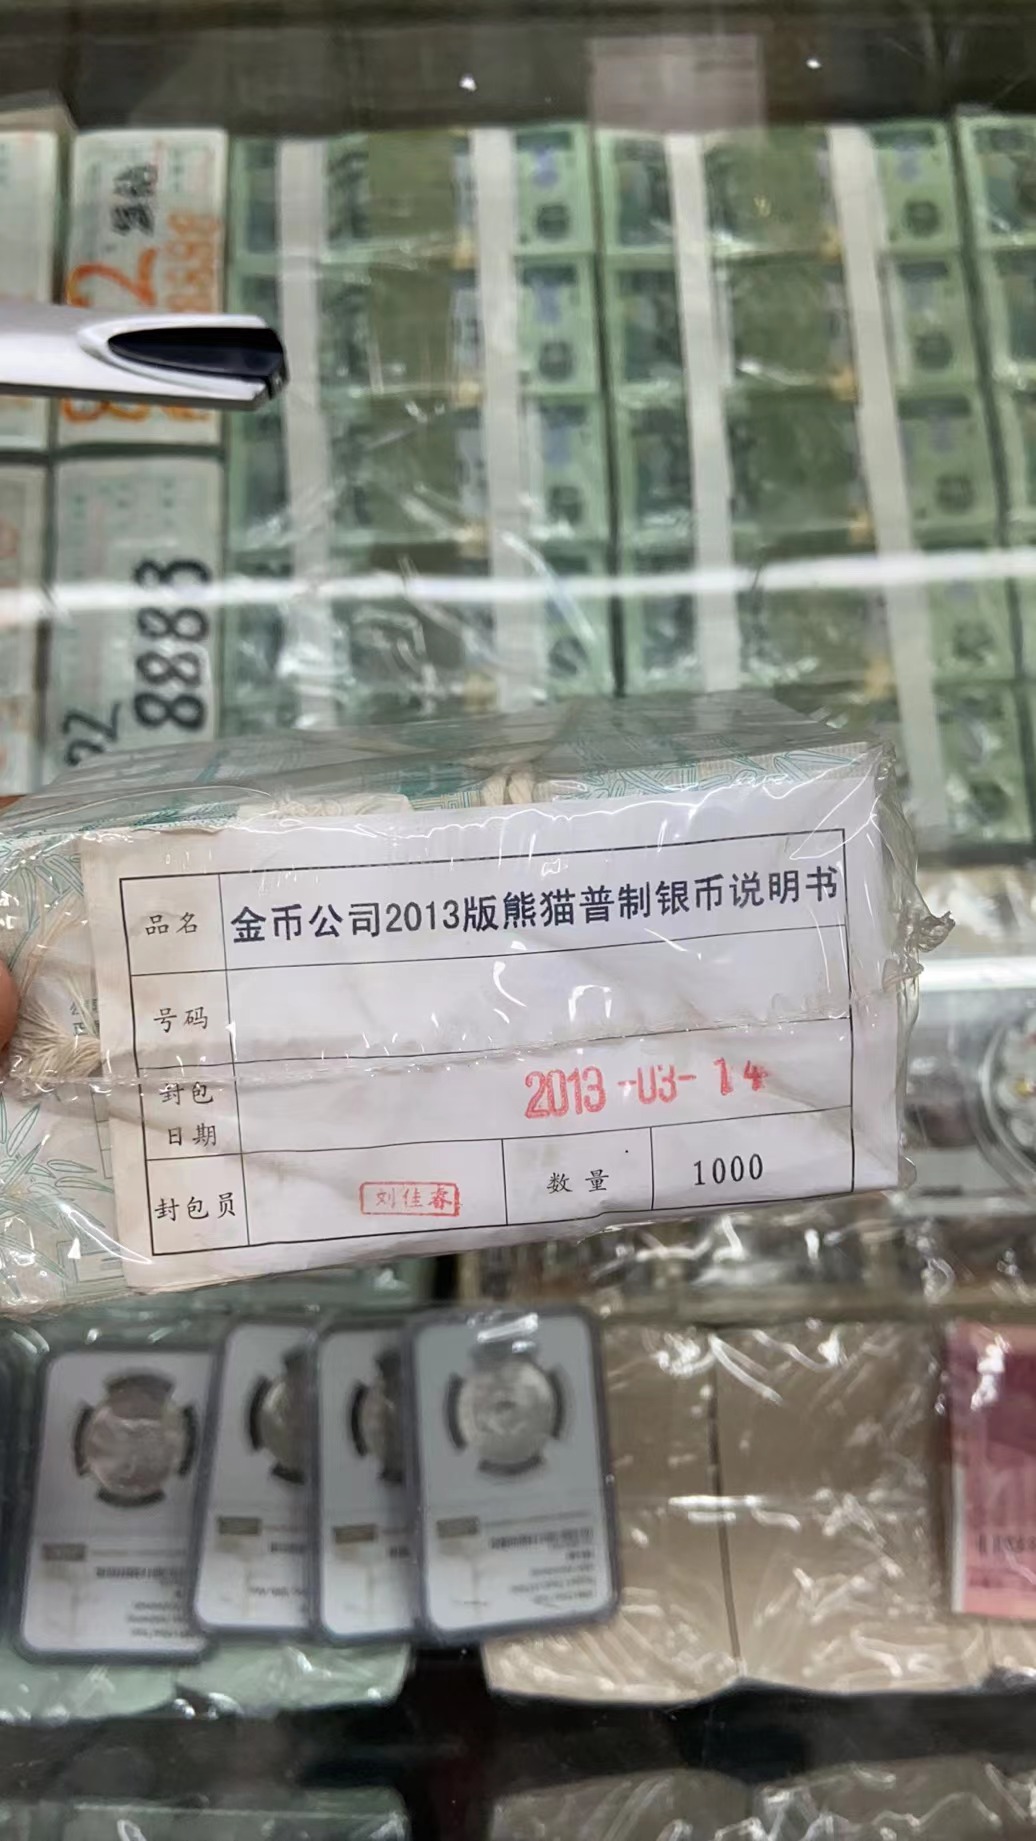 8883
品名 金币公司2013版熊猫普制银币说明书
号码
封包
日期
2013-03-14
封包员 刘佳睿 数量 1000